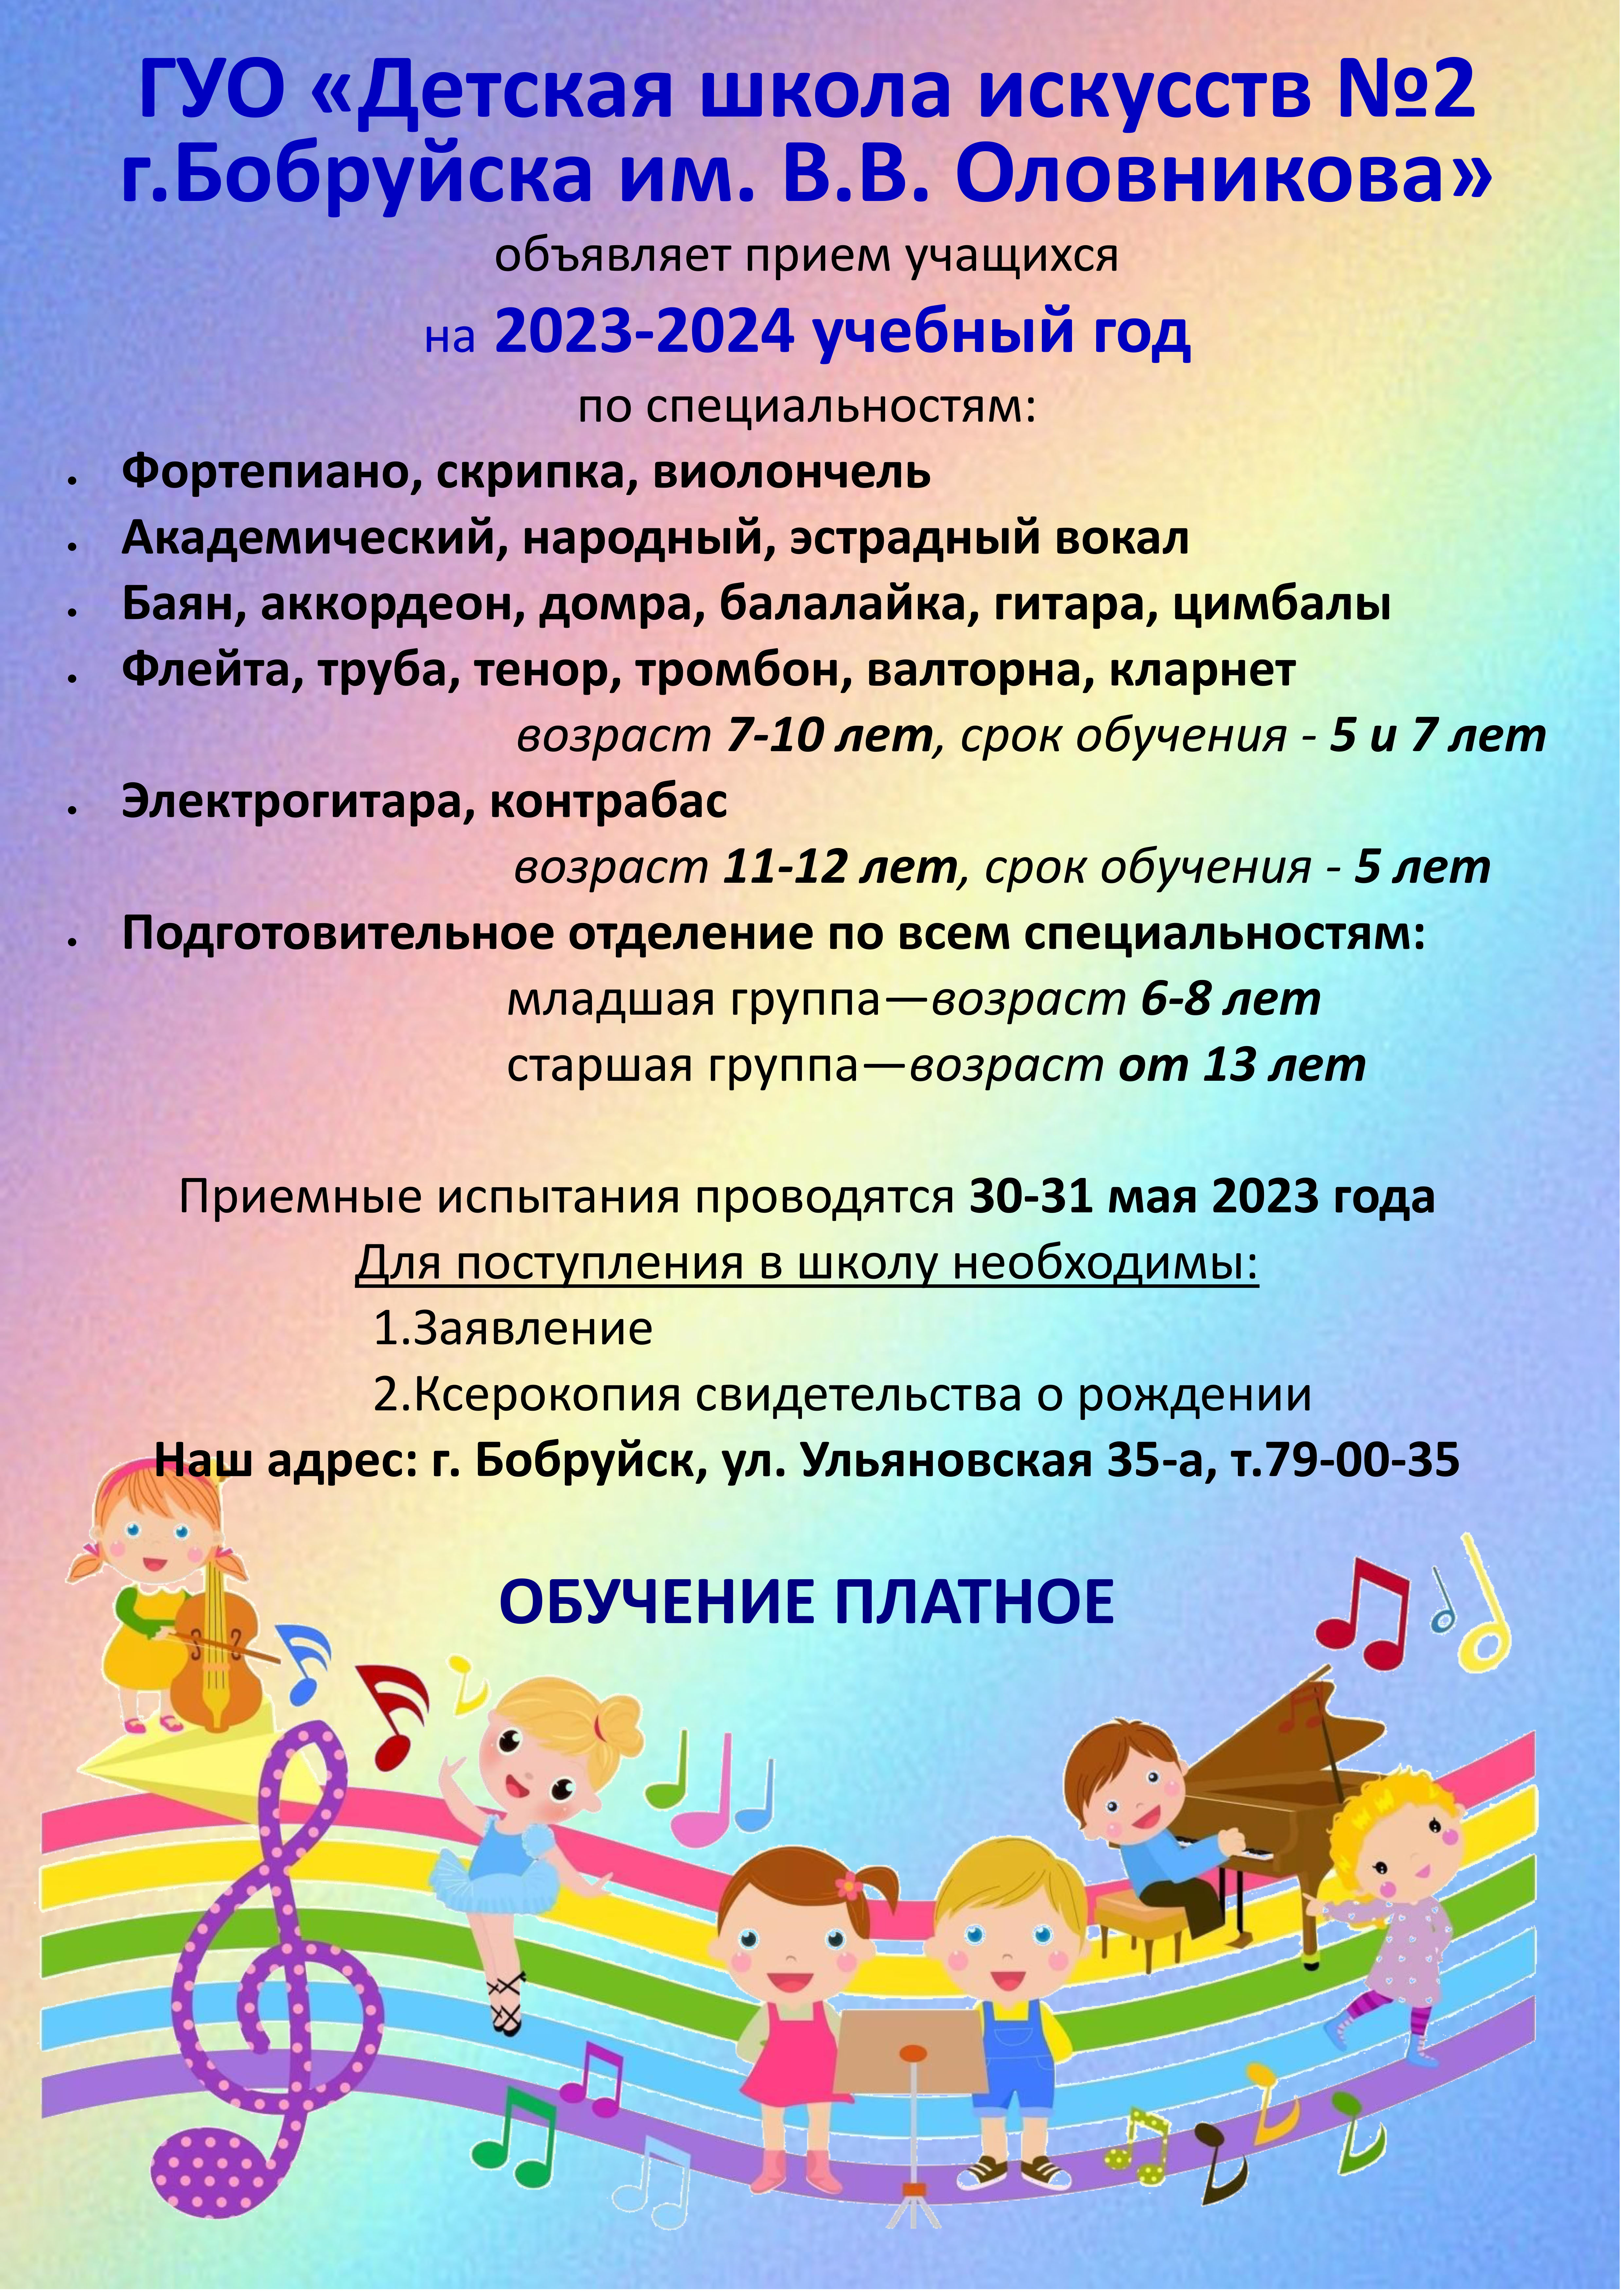 ГУО «Детская школа искусств №2
г.Бобруйска им. В.В. Оловникова»
объявляет прием учащихся
на 2023-2024 учебный год
по специальностям:
• Фортепиано, скрипка, виолончель
• Академический, народный, эстрадный вокал
• Баян, аккордеон, домра, балалайка, гитара, цимбалы
• Флейта, труба, тенор, тромбон, валторна, кларнет
возраст 7-10 лет, срок обучения - 5 и 7 лет
• Электрогитара, контрабас
возраст 11-12 лет, срок обучения - 5 лет
• Подготовительное отделение по всем специальностям:
младшая группа—возраст 6-8 лет
старшая группа—возраст от 13 лет
Приемные испытания проводятся 30-31 мая 2023 года
Для поступления в школу необходимы:
1.Заявление
2.Ксерокопия свидетельства о рождении
Наш адрес: г. Бобруйск, ул. Ульяновская 35-а, т.79-00-35
ОБУЧЕНИЕ ПЛАТНОЕ